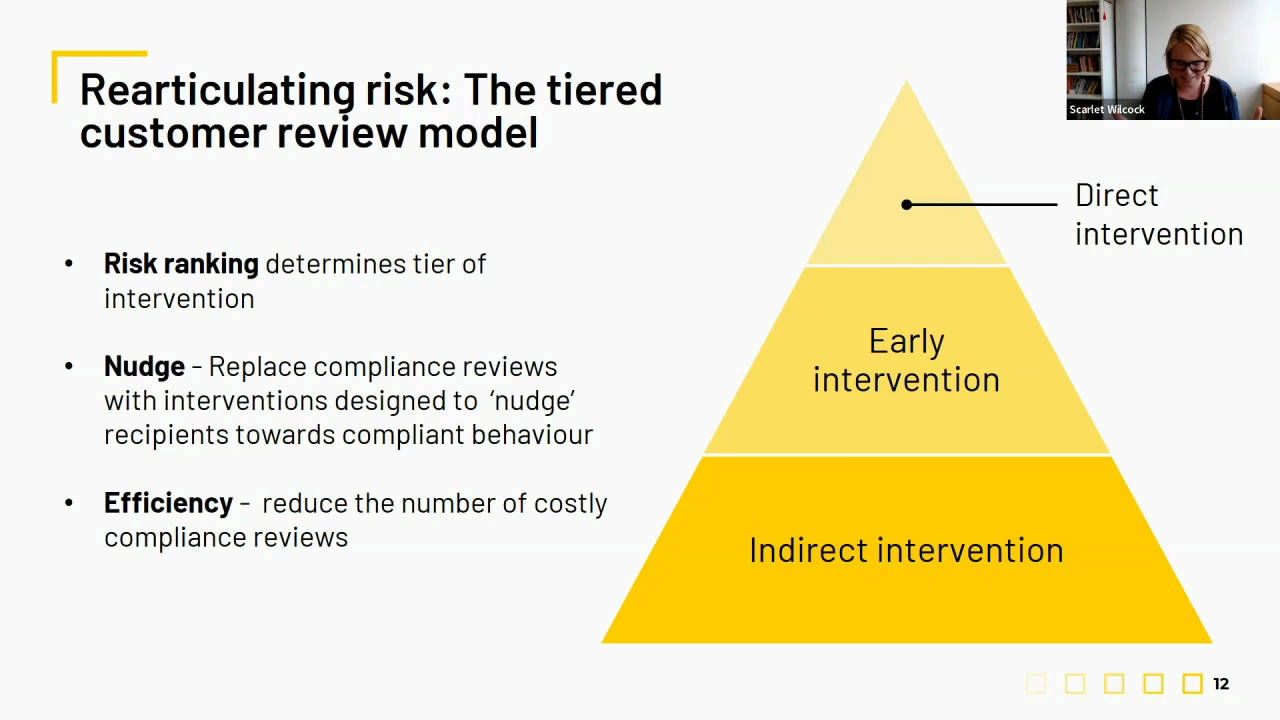 Rearticulating risk: The tiered
customer review model
Scarlet Wilcock
• Risk ranking determines tier of
intervention
• Nudge - Replace compliance reviews
with interventions designed to ‘nudge’
recipients towards compliant behaviour
• Efficiency - reduce the number of costly
compliance reviews
Direct
intervention
Early
intervention
Indirect intervention
12